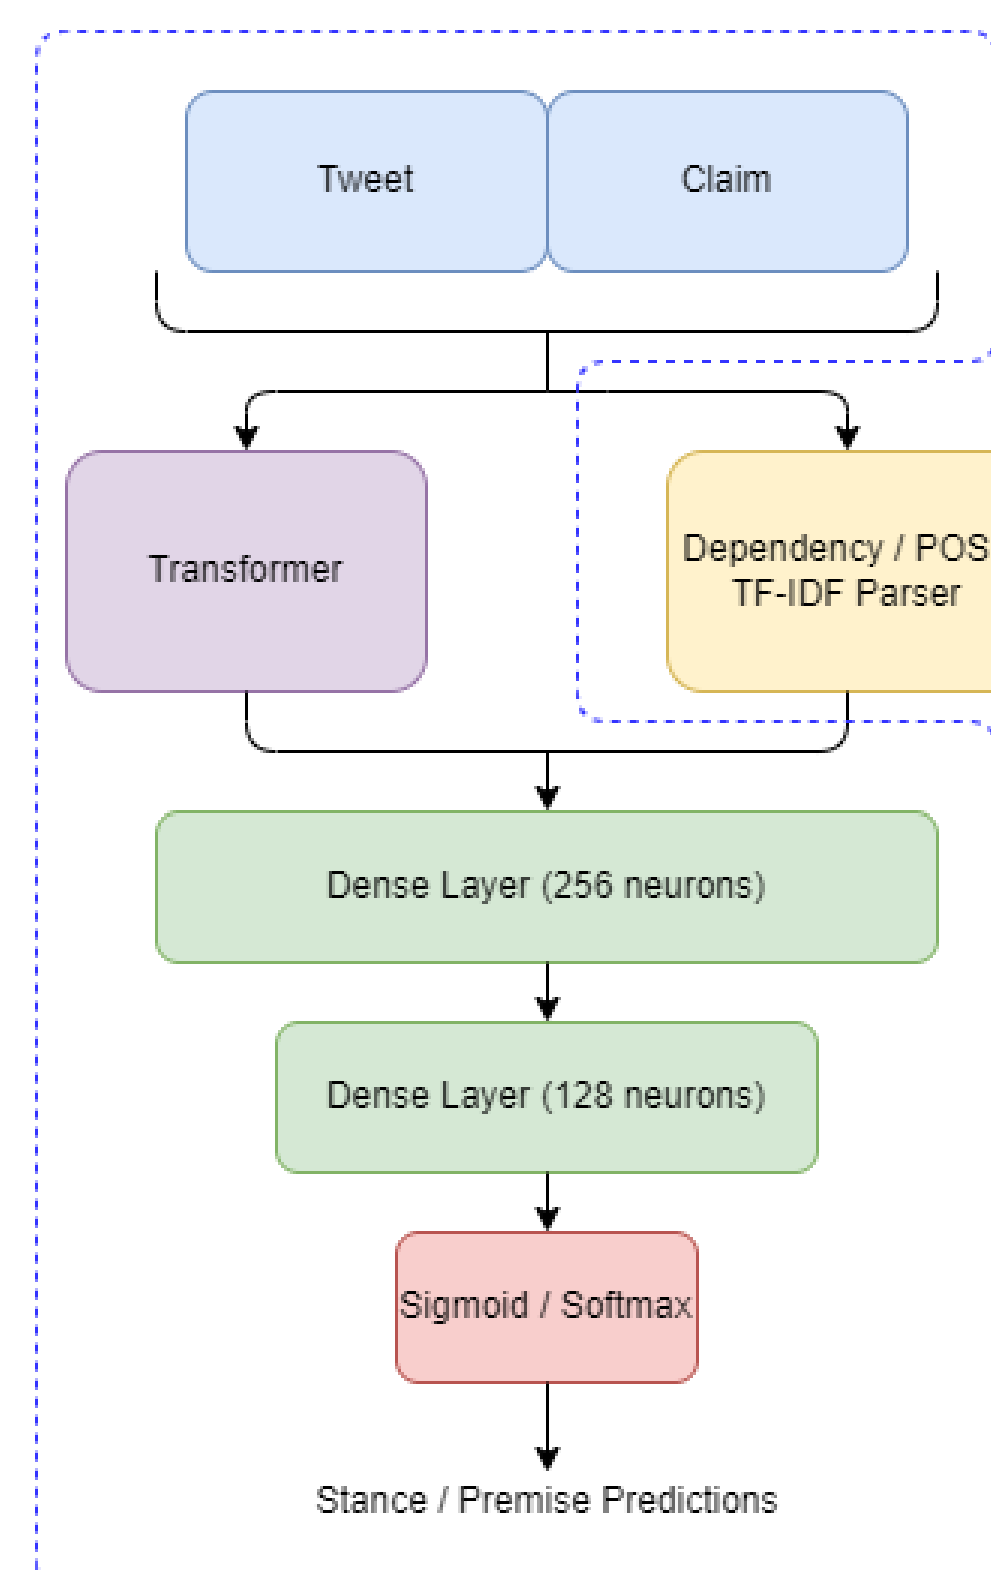 Tweet
Claim
Transformer
Dependency / POS
TF-IDF Parser
Dense Layer (256 neurons)
Dense Layer (128 neurons)
Sigmoid / Softmax
Stance / Premise Predictions